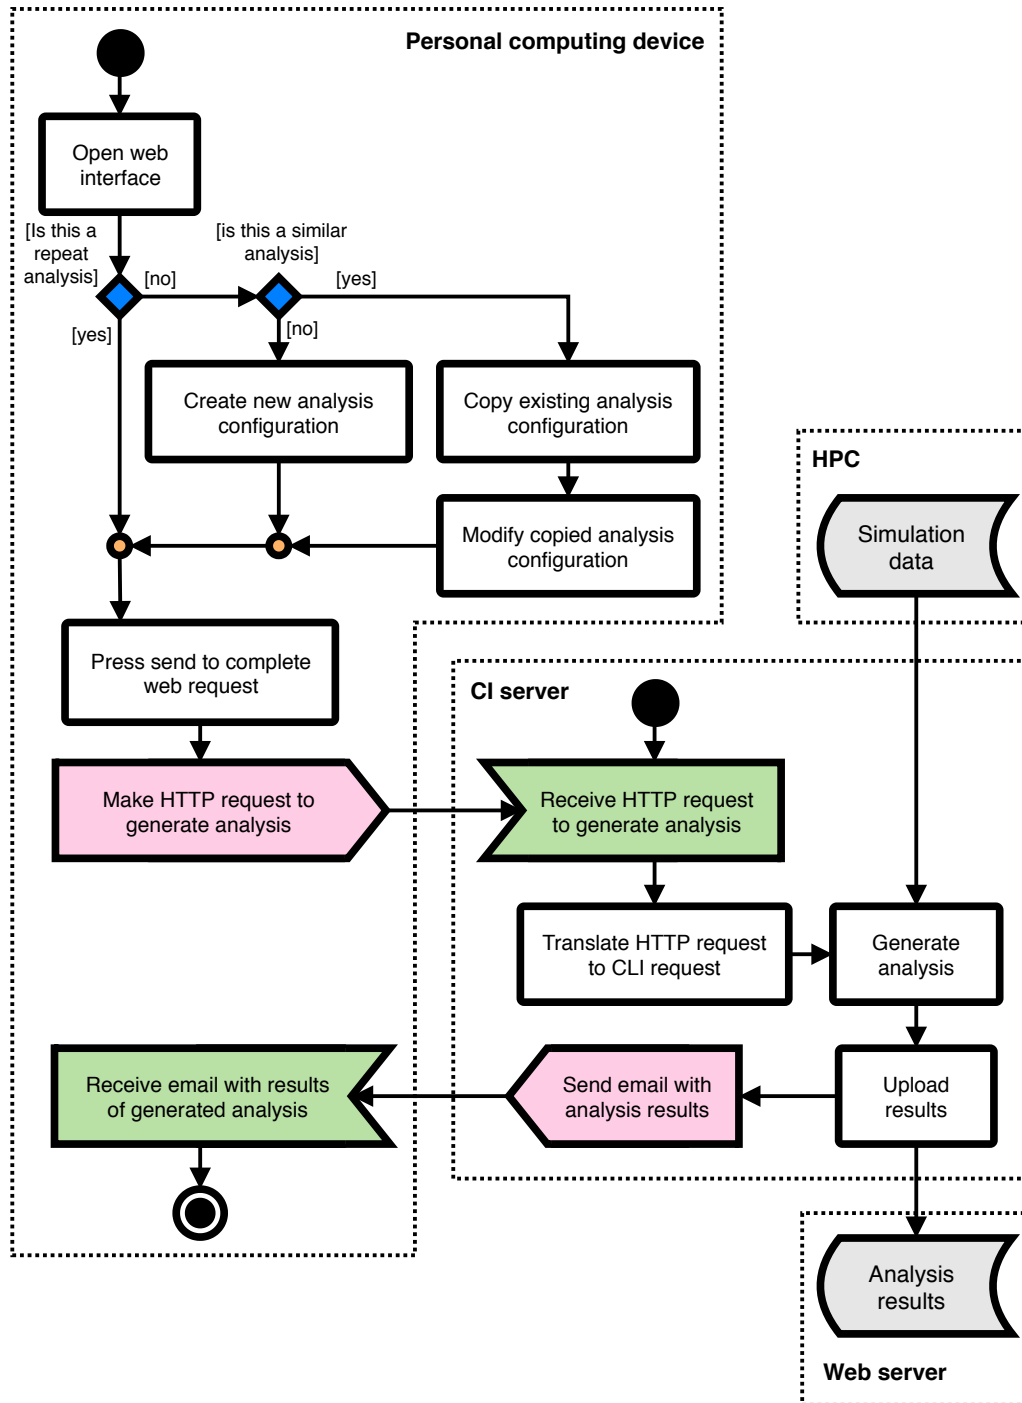 Personal computing device
Open web
interface
[Is this a
repeat
analysis]
[is this a similar
analysis]
[no]
[yes]
[yes]
[no]
Create new analysis
configuration
Copy existing analysis
configuration
HPC
Simulation
data
Modify copied analysis
configuration
Press send to complete
web request
CI server
Make HTTP request to
generate analysis
Receive HTTP request
to generate analysis
Translate HTTP request
to CLI request
Generate
analysis
Receive email with results
of generated analysis
Send email with
analysis results
Upload
results
Analysis
results
Web server